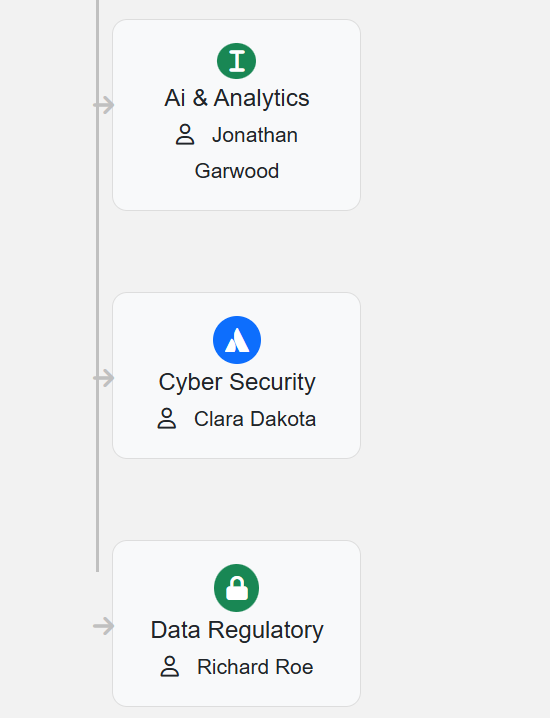 Ai & Analytics
Jonathan
Garwood
Cyber Security
Clara Dakota
Data Regulatory
Richard Roe